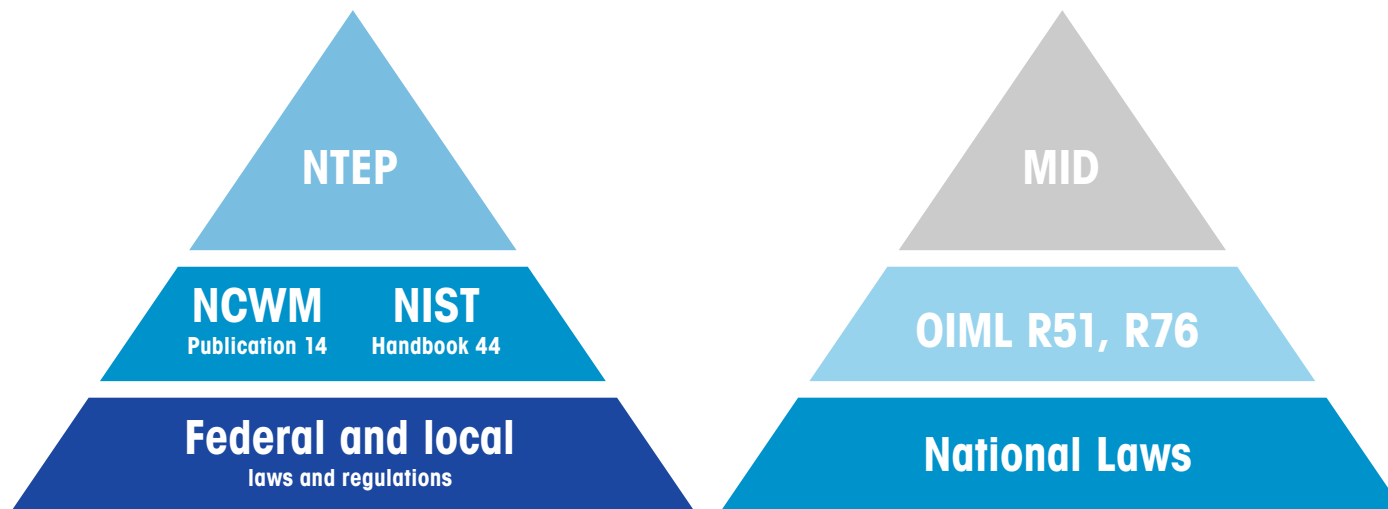 NTEP
NCWM NIST
Publication 14 Handbook 44
Federal and local
laws and regulations
MID
OIML R51, R76
National Laws